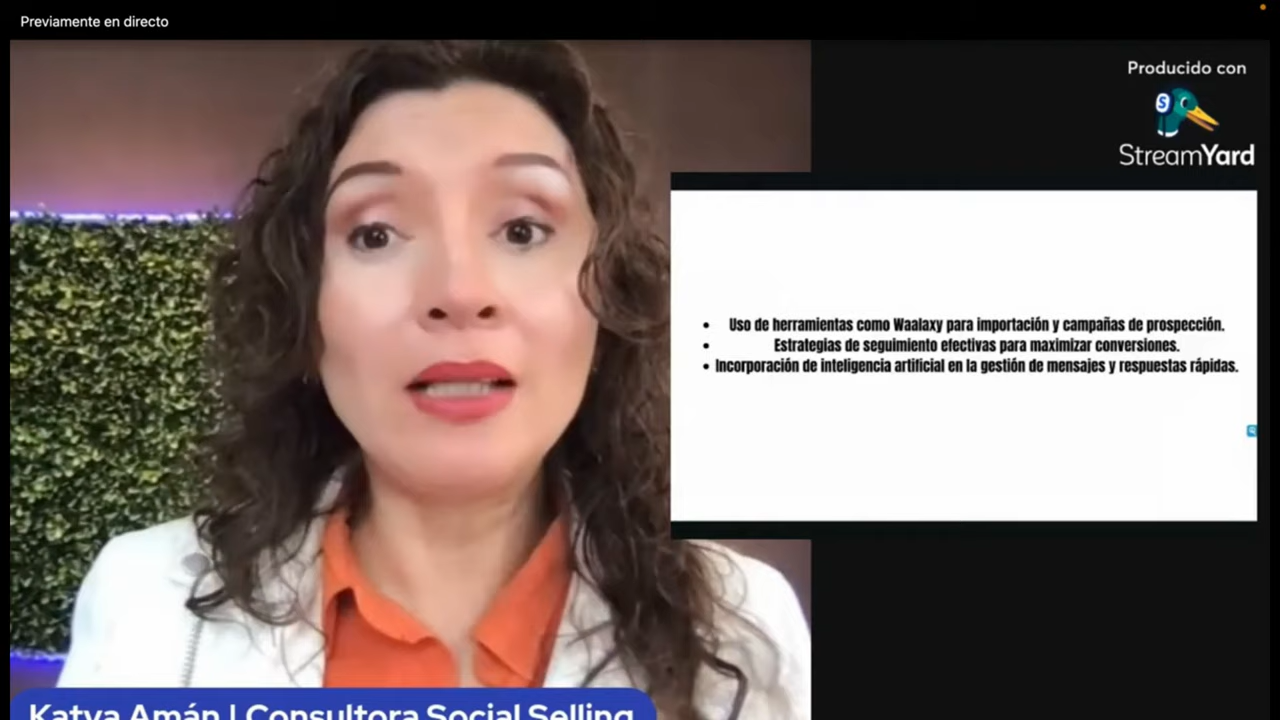 Previamente en directo
Producido con
S
StreamYard
• Uso de herramientas como Waalaxy para importación y campañas de prospección.
• Estrategias de seguimiento efectivas para maximizar conversiones.
• Incorporación de inteligencia artificial en la gestión de mensajes y respuestas rápidas.
Katya Amán | Consultora Social Selling